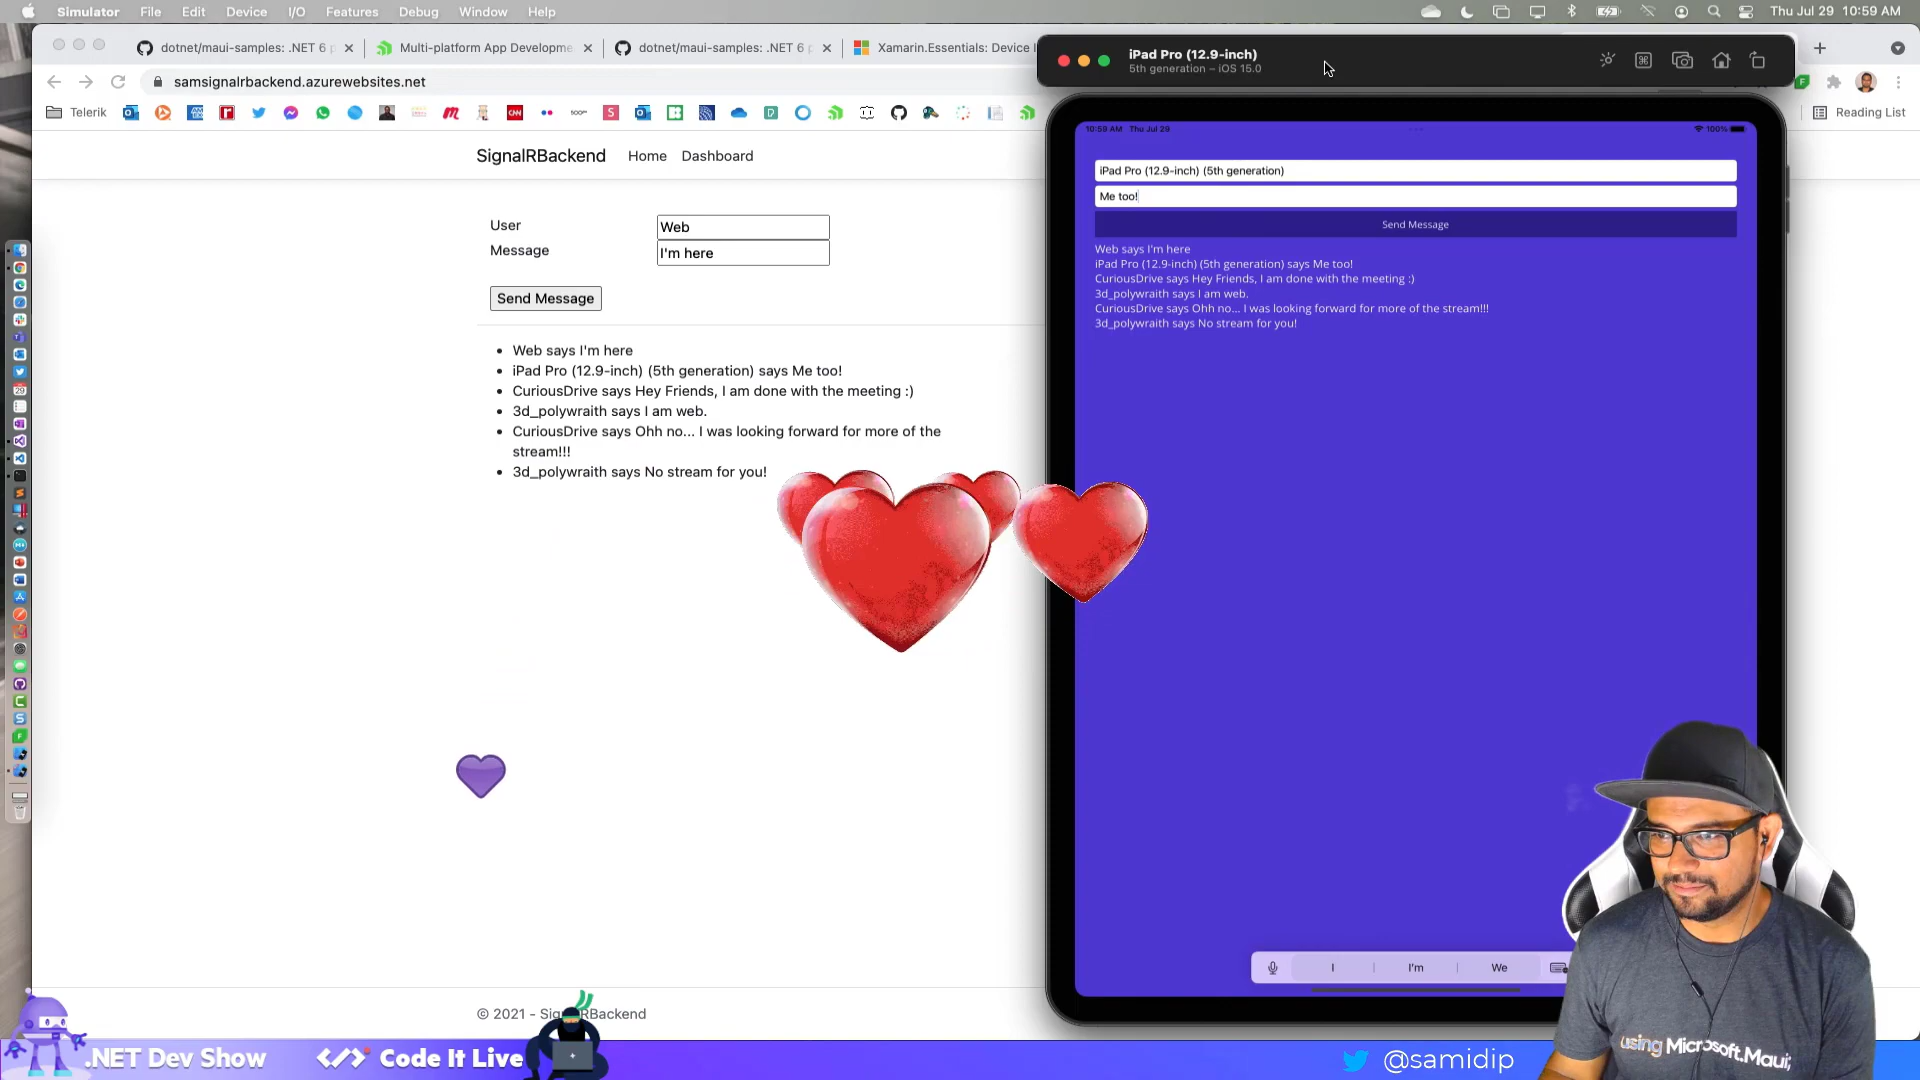 Simulator File Edit Device I/O Features Debug Window Help Thu Jul 29 10:59 AM
dotnet/maui-samples: .NET 6 p
Multi-platform App Developme
dotnet/maui-samples: .NET 6 p
Xamarin.Essentials: Device I
samsignalrbackend.azurewebsites.net
Telerik
Reading List
SignalRBackend Home Dashboard
User Web
Message I'm here
Send Message
Web says I'm here
iPad Pro (12.9-inch) (5th generation) says Me too!
CuriousDrive says Hey Friends, I am done with the meeting :)
3d_polywraith says I am web.
CuriousDrive says Ohh no... I was looking forward for more of the
stream!!!
3d_polywraith says No stream for you!
iPad Pro (12.9-inch)
5th generation – iOS 15.0
10:59 AM Thu Jul 29 100%
iPad Pro (12.9-inch) (5th generation)
Me too!
Send Message
Web says I'm here
iPad Pro (12.9-inch) (5th generation) says Me too!
CuriousDrive says Hey Friends, I am done with the meeting :)
3d_polywraith says I am web.
CuriousDrive says Ohh no... I was looking forward for more of the stream!!!
3d_polywraith says No stream for you!
I I'm We
© 2021 -
using Microsoft.Maui;
.NET Dev Show
Code It Live
@samidip